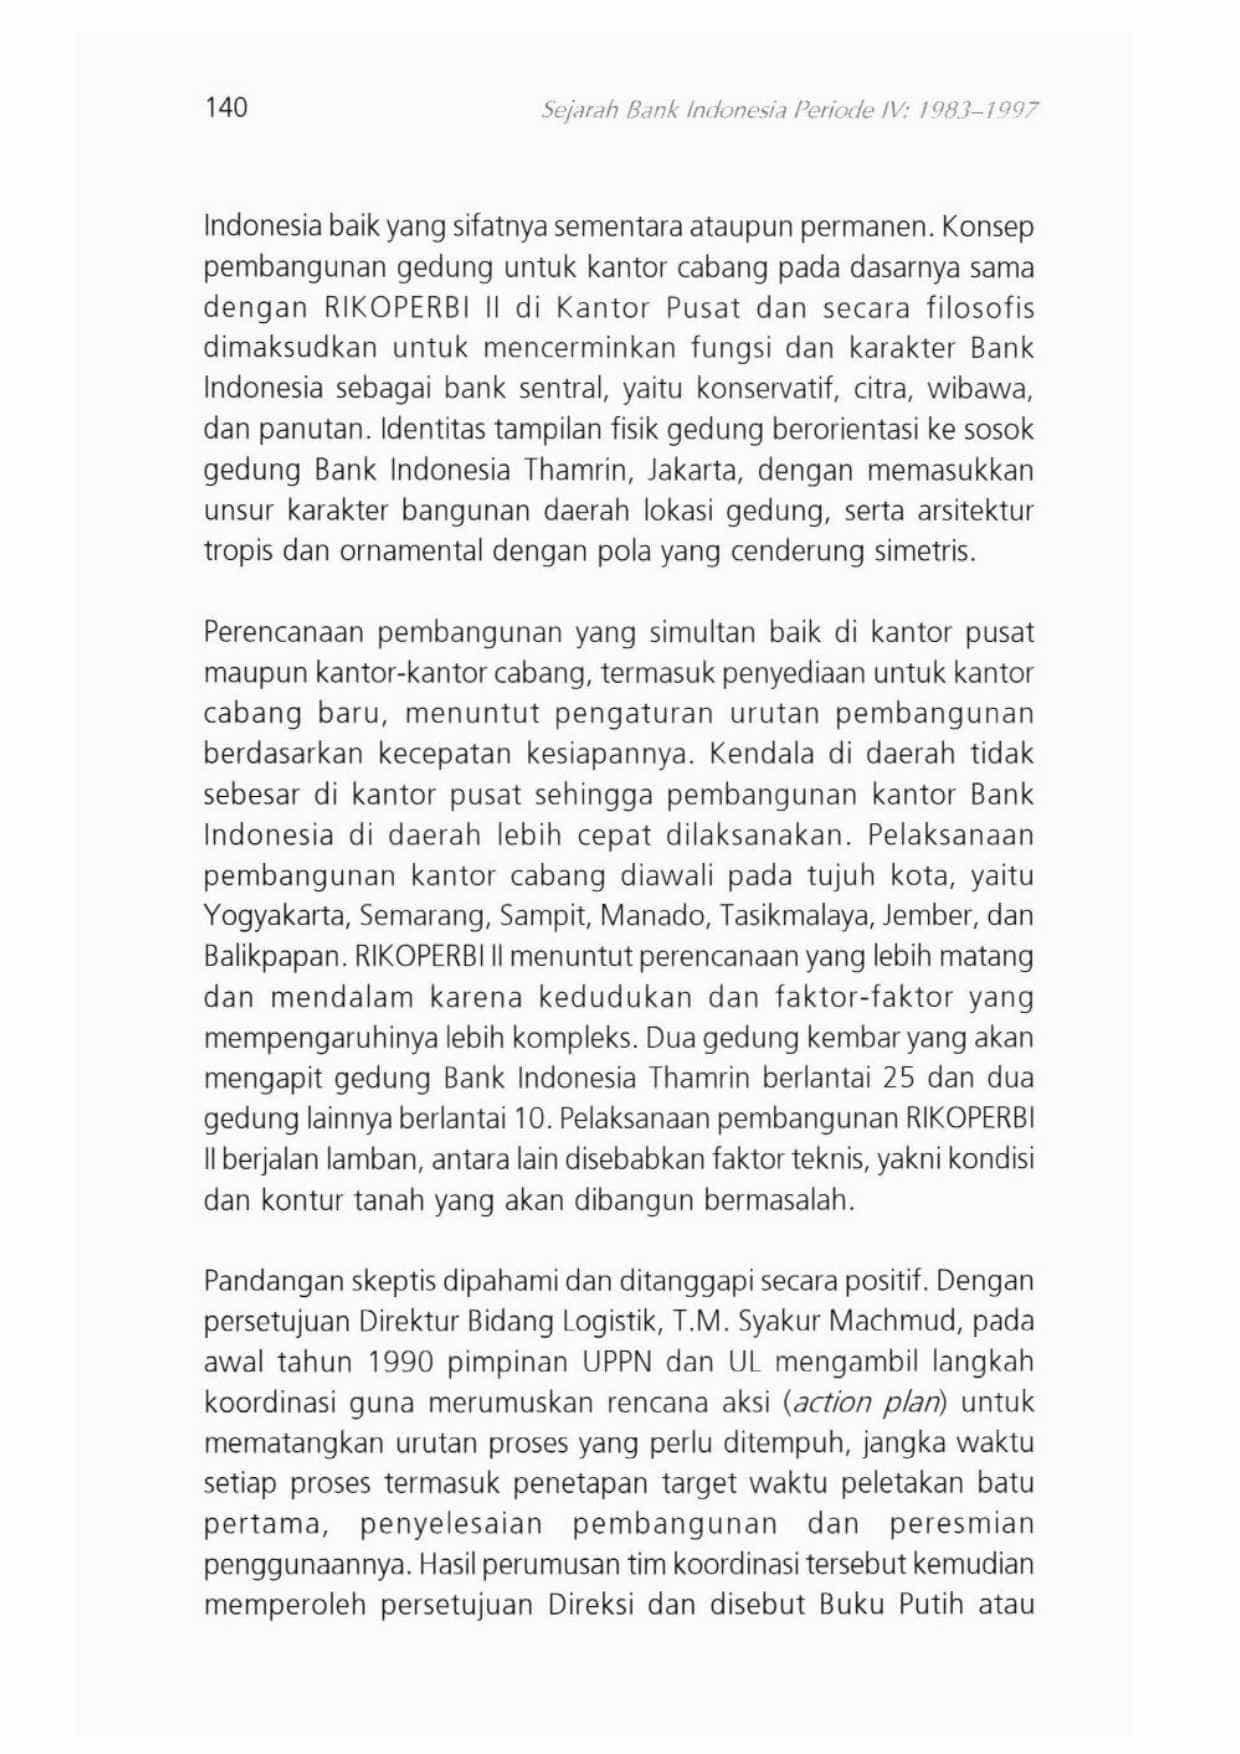 140
Sejarah Bank Indonesia Periode IV: 1983–1997
Indonesia baik yang sifatnya sementara ataupun permanen. Konsep
pembangunan gedung untuk kantor cabang pada dasarnya sama
dengan RIKOPERBI II di Kantor Pusat dan secara filosofis
dimaksudkan untuk mencerminkan fungsi dan karakter Bank
Indonesia sebagai bank sentral, yaitu konservatif, citra, wibawa,
dan panutan. Identitas tampilan fisik gedung berorientasi ke sosok
gedung Bank Indonesia Thamrin, Jakarta, dengan memasukkan
unsur karakter bangunan daerah lokasi gedung, serta arsitektur
tropis dan ornamental dengan pola yang cenderung simetris.
Perencanaan pembangunan yang simultan baik di kantor pusat
maupun kantor-kantor cabang, termasuk penyediaan untuk kantor
cabang baru, menuntut pengaturan urutan pembangunan
berdasarkan kecepatan kesiapannya. Kendala di daerah tidak
sebesar di kantor pusat sehingga pembangunan kantor Bank
Indonesia di daerah lebih cepat dilaksanakan. Pelaksanaan
pembangunan kantor cabang diawali pada tujuh kota, yaitu
Yogyakarta, Semarang, Sampit, Manado, Tasikmalaya, Jember, dan
Balikpapan. RIKOPERBI II menuntut perencanaan yang lebih matang
dan mendalam karena kedudukan dan faktor-faktor yang
mempengaruhinya lebih kompleks. Dua gedung kembar yang akan
mengapit gedung Bank Indonesia Thamrin berlantai 25 dan dua
gedung lainnya berlantai 10. Pelaksanaan pembangunan RIKOPERBI
II berjalan lamban, antara lain disebabkan faktor teknis, yakni kondisi
dan kontur tanah yang akan dibangun bermasalah.
Pandangan skeptis dipahami dan ditanggapi secara positif. Dengan
persetujuan Direktur Bidang Logistik, T.M. Syakur Machmud, pada
awal tahun 1990 pimpinan UPPN dan UL mengambil langkah
koordinasi guna merumuskan rencana aksi (action plan) untuk
mematangkan urutan proses yang perlu ditempuh, jangka waktu
setiap proses termasuk penetapan target waktu peletakan batu
pertama, penyelesaian pembangunan dan peresmian
penggunaannya. Hasil perumusan tim koordinasi tersebut kemudian
memperoleh persetujuan Direksi dan disebut Buku Putih atau